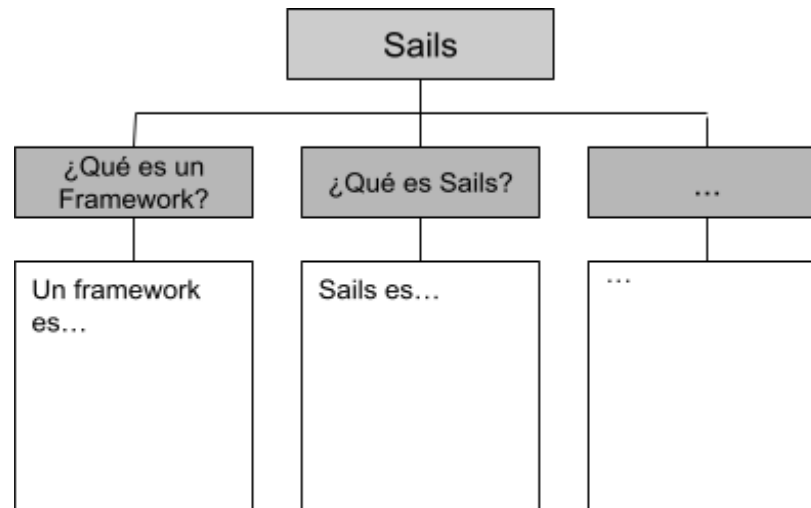 Sails
¿Qué es un
Framework?
¿Qué es Sails?
...
Un framework
es…
Sails es…
…